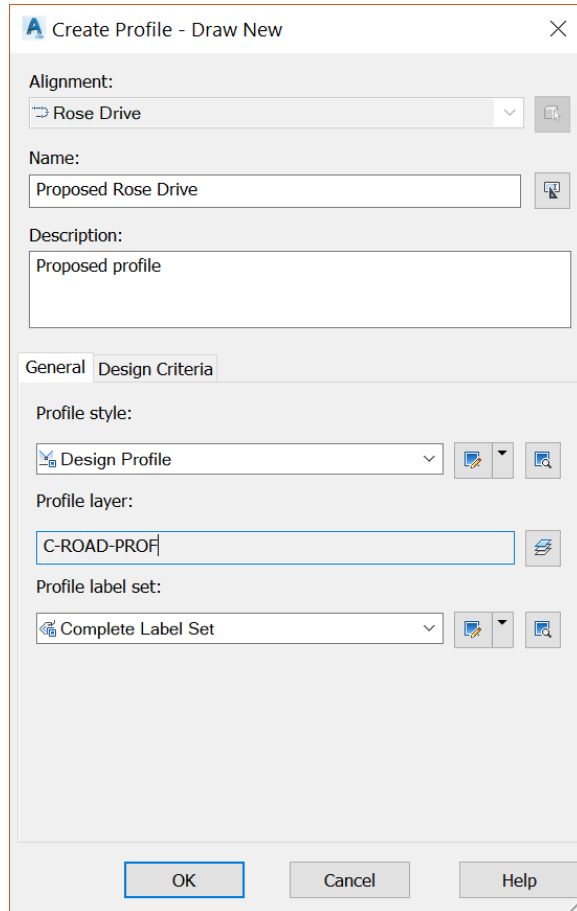 Create Profile - Draw New
Alignment:
Rose Drive
Name:
Proposed Rose Drive
Description:
Proposed profile
General Design Criteria
Profile style:
Design Profile
Profile layer:
C-ROAD-PROF
Profile label set:
Complete Label Set
OK Cancel Help